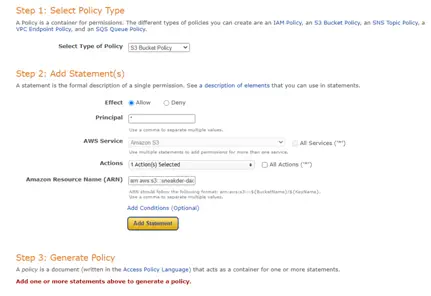 Step 1: Select Policy Type
A Policy is a container for permissions. The different types of policies you can create are an IAM Policy, an S3 Bucket Policy, an SNS Topic Policy, a
VPC Endpoint Policy, and an SQS Queue Policy.
Select Type of Policy S3 Bucket Policy
Step 2: Add Statement(s)
A statement is the formal description of a single permission. See a description of elements that you can use in statements.
Effect Allow Deny
Principal *
Use a comma to separate multiple values.
AWS Service Amazon S3 All Services ('*')
Use multiple statements to add permissions for more than one service.
Actions 1 Action(s) Selected All Actions ('*')
Amazon Resource Name (ARN)
ARN should follow the following format: arn:aws:s3:::${BucketName}/${KeyName}.
Use a comma to separate multiple values.
Add Conditions (Optional)
Add Statement
Step 3: Generate Policy
A policy is a document (written in the Access Policy Language) that acts as a container for one or more statements.
Add one or more statements above to generate a policy.